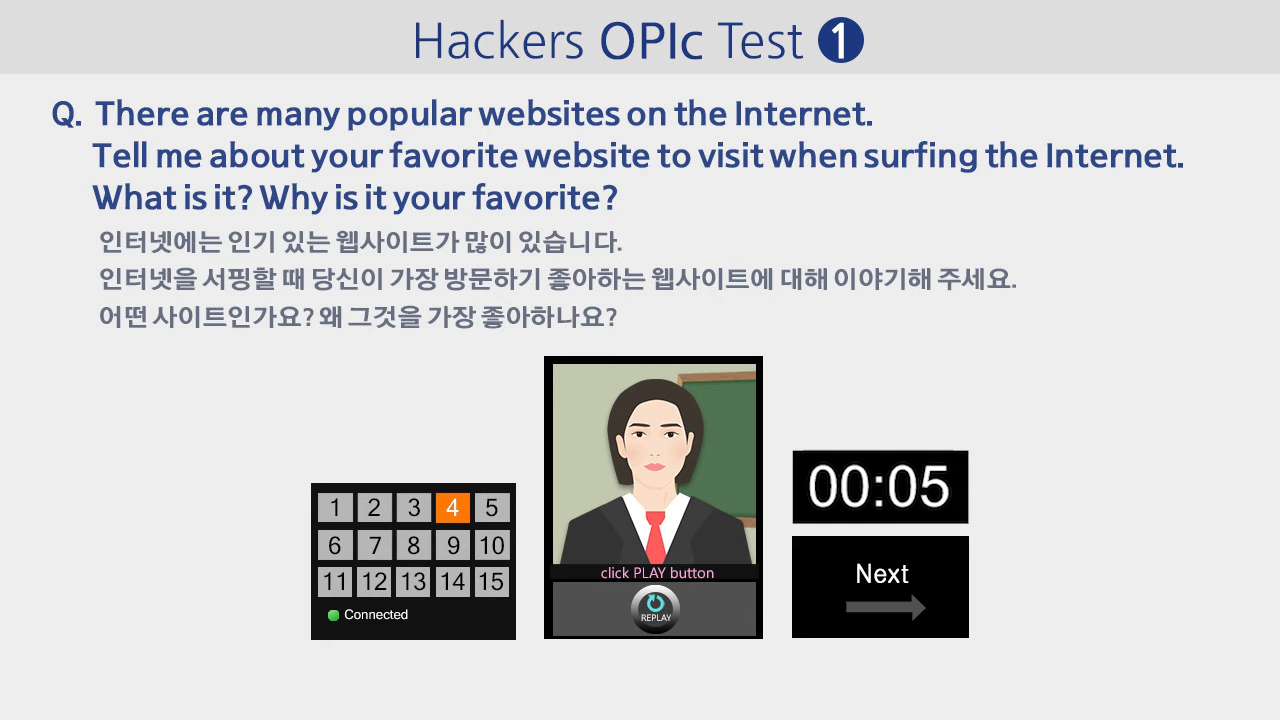 Hackers OPIc Test 1
Q. There are many popular websites on the Internet.
Tell me about your favorite website to visit when surfing the Internet.
What is it? Why is it your favorite?
인터넷에는 인기 있는 웹사이트가 많이 있습니다.
인터넷을 서핑할 때 당신이 가장 방문하기 좋아하는 웹사이트에 대해 이야기해 주세요.
어떤 사이트인가요? 왜 그것을 가장 좋아하나요?
1 2 3 4 5
6 7 8 9 10
11 12 13 14 15
Connected
click PLAY button
REPLAY
00:05
Next